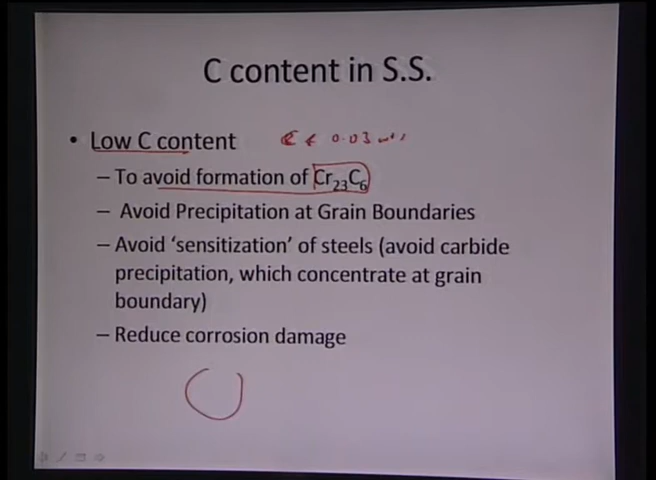 C content in S.S.
• Low C content C < 0.03 wt%
– To avoid formation of Cr23C6
– Avoid Precipitation at Grain Boundaries
– Avoid ‘sensitization’ of steels (avoid carbide
precipitation, which concentrate at grain
boundary)
– Reduce corrosion damage